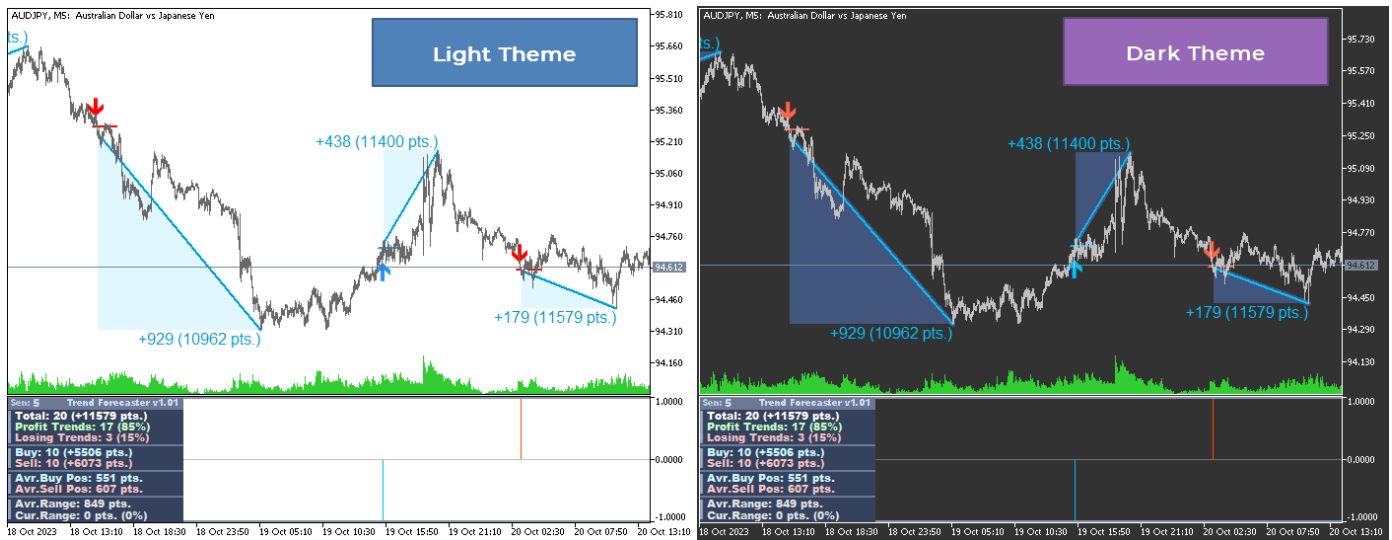 AUDJPY, M5: Australian Dollar vs Japanese Yen
ts.)
Light Theme
95.810
95.660
95.510
95.360
95.210
95.060
94.910
94.760
94.612
94.460
94.310
94.160
+438 (11400 pts.)
+929 (10962 pts.)
+179 (11579 pts.)
Sen: 5 Trend Forecaster v1.01
Total: 20 (+11579 pts.)
Profit Trends: 17 (85%)
Losing Trends: 3 (15%)
Buy: 10 (+5506 pts.)
Sell: 10 (+6073 pts.)
Avr.Buy Pos: 551 pts.
Avr.Sell Pos: 607 pts.
Avr.Range: 849 pts.
Cur.Range: 0 pts. (0%)
1.0000
0.0000
-1.0000
18 Oct 2023 18 Oct 13:10 18 Oct 18:30 18 Oct 23:50 19 Oct 05:10 19 Oct 10:30 19 Oct 15:50 19 Oct 21:10 20 Oct 02:30 20 Oct 07:50 20 Oct 13:10
AUDJPY, M5: Australian Dollar vs Japanese Yen
ts.)
Dark Theme
95.730
95.570
95.410
95.250
95.090
94.930
94.770
94.612
94.450
94.290
94.130
+438 (11400 pts.)
+929 (10962 pts.)
+179 (11579 pts.)
Sen: 5 Trend Forecaster v1.01
Total: 20 (+11579 pts.)
Profit Trends: 17 (85%)
Losing Trends: 3 (15%)
Buy: 10 (+5506 pts.)
Sell: 10 (+6073 pts.)
Avr.Buy Pos: 551 pts.
Avr.Sell Pos: 607 pts.
Avr.Range: 849 pts.
Cur.Range: 0 pts. (0%)
1.0000
0.0000
-1.0000
18 Oct 2023 18 Oct 13:10 18 Oct 18:30 18 Oct 23:50 19 Oct 05:10 19 Oct 10:30 19 Oct 15:50 19 Oct 21:10 20 Oct 02:30 20 Oct 07:50 20 Oct 13:10